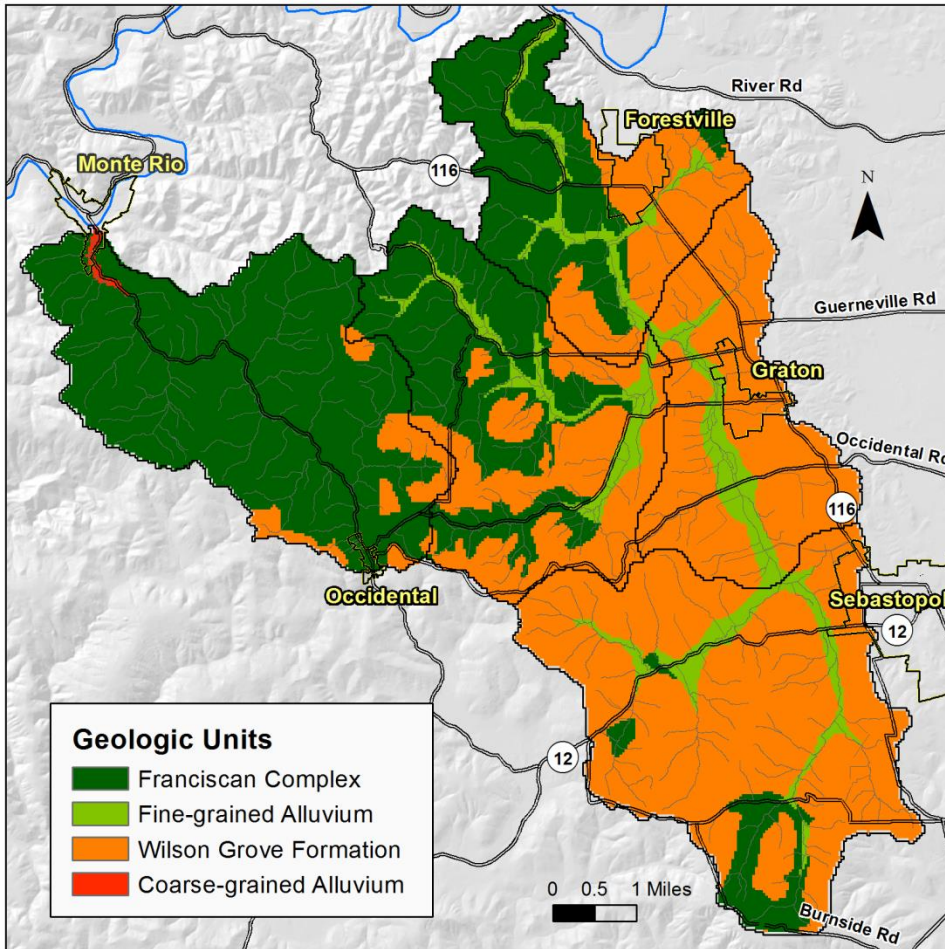 River Rd
Forestville
Monte Rio
116
N
Guerneville Rd
Graton
Occidental Rd
116
Occidental
Sebastopol
12
12
Geologic Units
Franciscan Complex
Fine-grained Alluvium
Wilson Grove Formation
Coarse-grained Alluvium
0 0.5 1 Miles
Burnside Rd